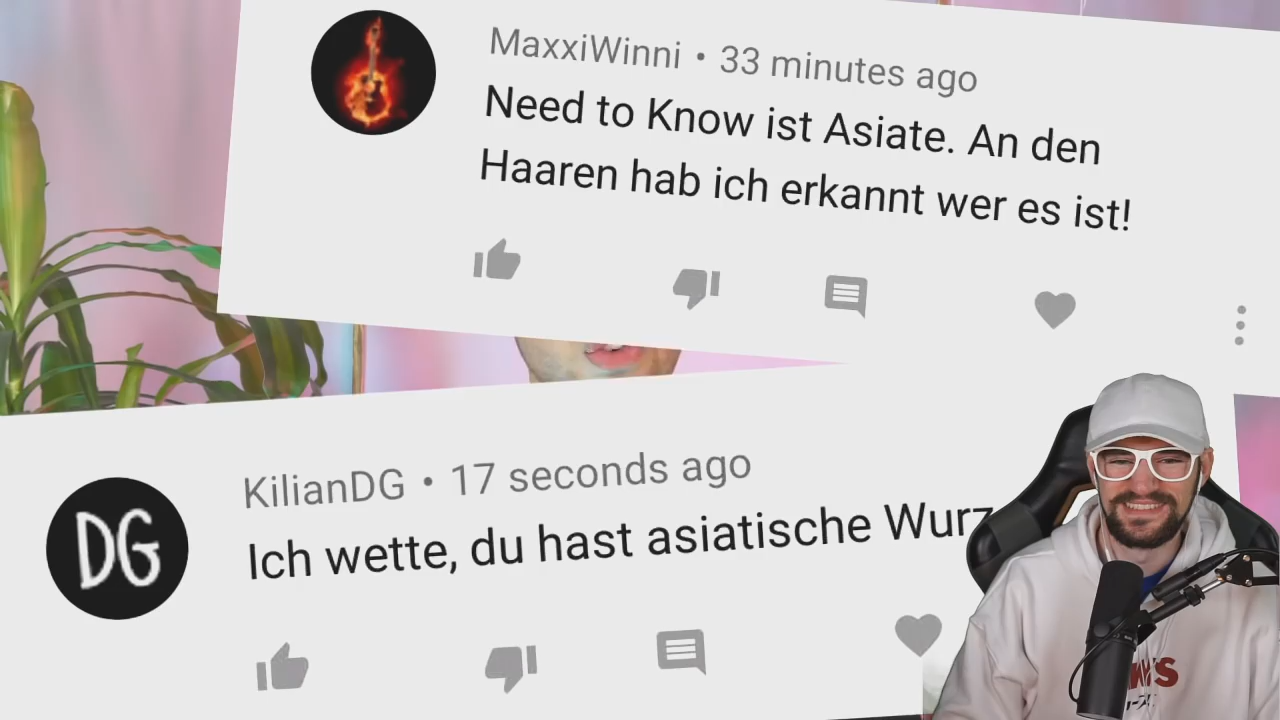 MaxxiWinni • 33 minutes ago
Need to Know ist Asiate. An den
Haaren hab ich erkannt wer es ist!
DG
KilianDG • 17 seconds ago
Ich wette, du hast asiatische